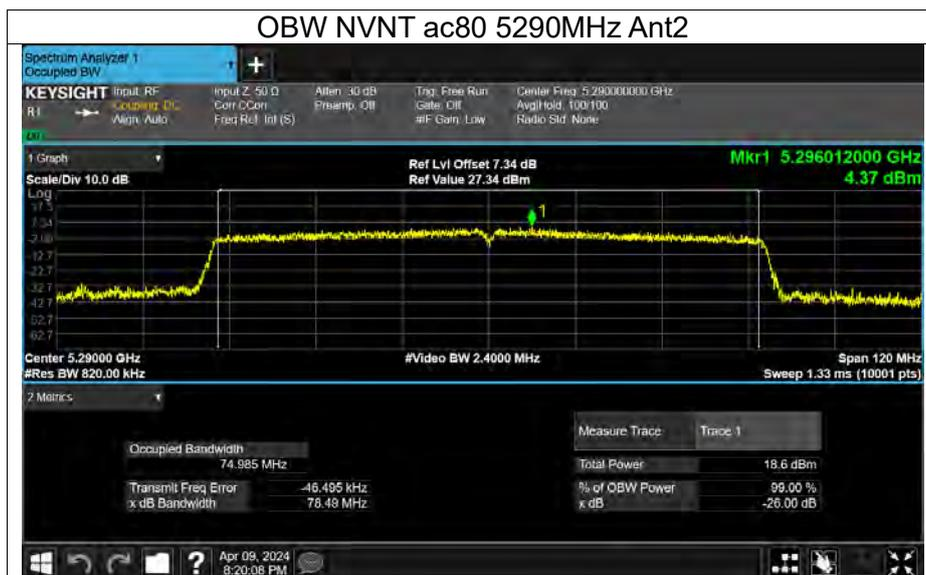 OBW NVNT ac80 5290MHz Ant2
Spectrum Analyzer 1
Occupied BW
KEYSIGHT Input: RF Input Z: 50 Ω Atten: 30 dB Trig: Free Run Center Freq: 5.290000000 GHz
Coupling: DC Corr CCorr Preamp: Off Gate: Off Avg|Hold: 100/100
Align: Auto Freq Ref: Int (S) #IF Gain: Low Radio Std: None
1 Graph
Ref Lvl Offset 7.34 dB
Mkr1 5.296012000 GHz
Scale/Div 10.0 dB
Ref Value 27.34 dBm
4.37 dBm
Log
17.3
7.34
-12.7
-22.7
-32.7
-42.7
-52.7
-62.7
1
Center 5.29000 GHz
#Video BW 2.4000 MHz
Span 120 MHz
#Res BW 820.00 kHz
Sweep 1.33 ms (10001 pts)
2 Metrics
Measure Trace Trace 1
Occupied Bandwidth
74.985 MHz
Total Power 18.6 dBm
Transmit Freq Error -46.495 kHz
% of OBW Power 99.00 %
x dB Bandwidth 78.48 MHz
x dB -26.00 dB
?
Apr 09, 2024
8:20:08 PM